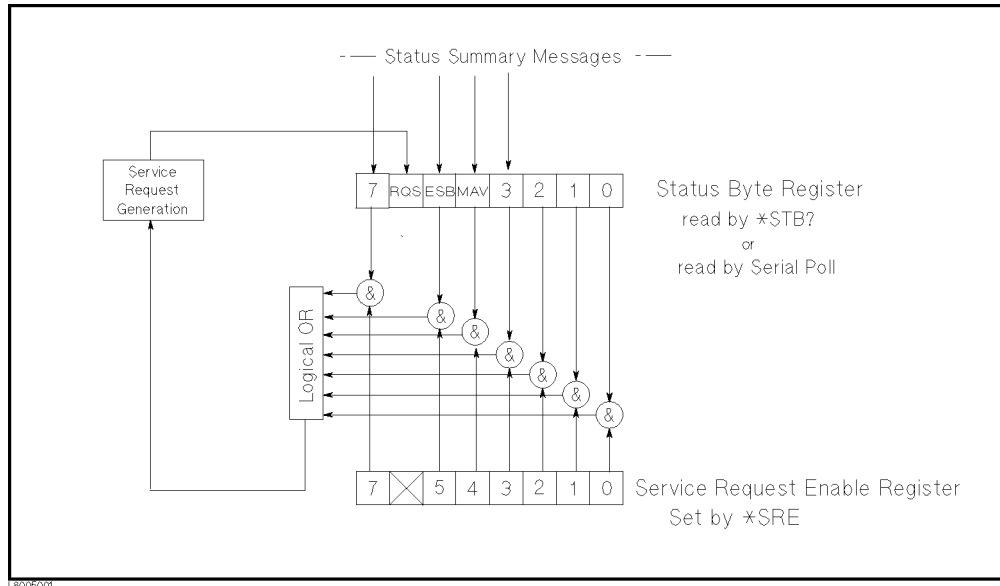 Status Summary Messages
Service
Request
Generation
7 RQS ESB MAV 3 2 1 0
Status Byte Register
read by *STB?
or
read by Serial Poll
&
&
&
&
&
&
&
Logical OR
7 5 4 3 2 1 0
Service Request Enable Register
Set by *SRE
L8005001